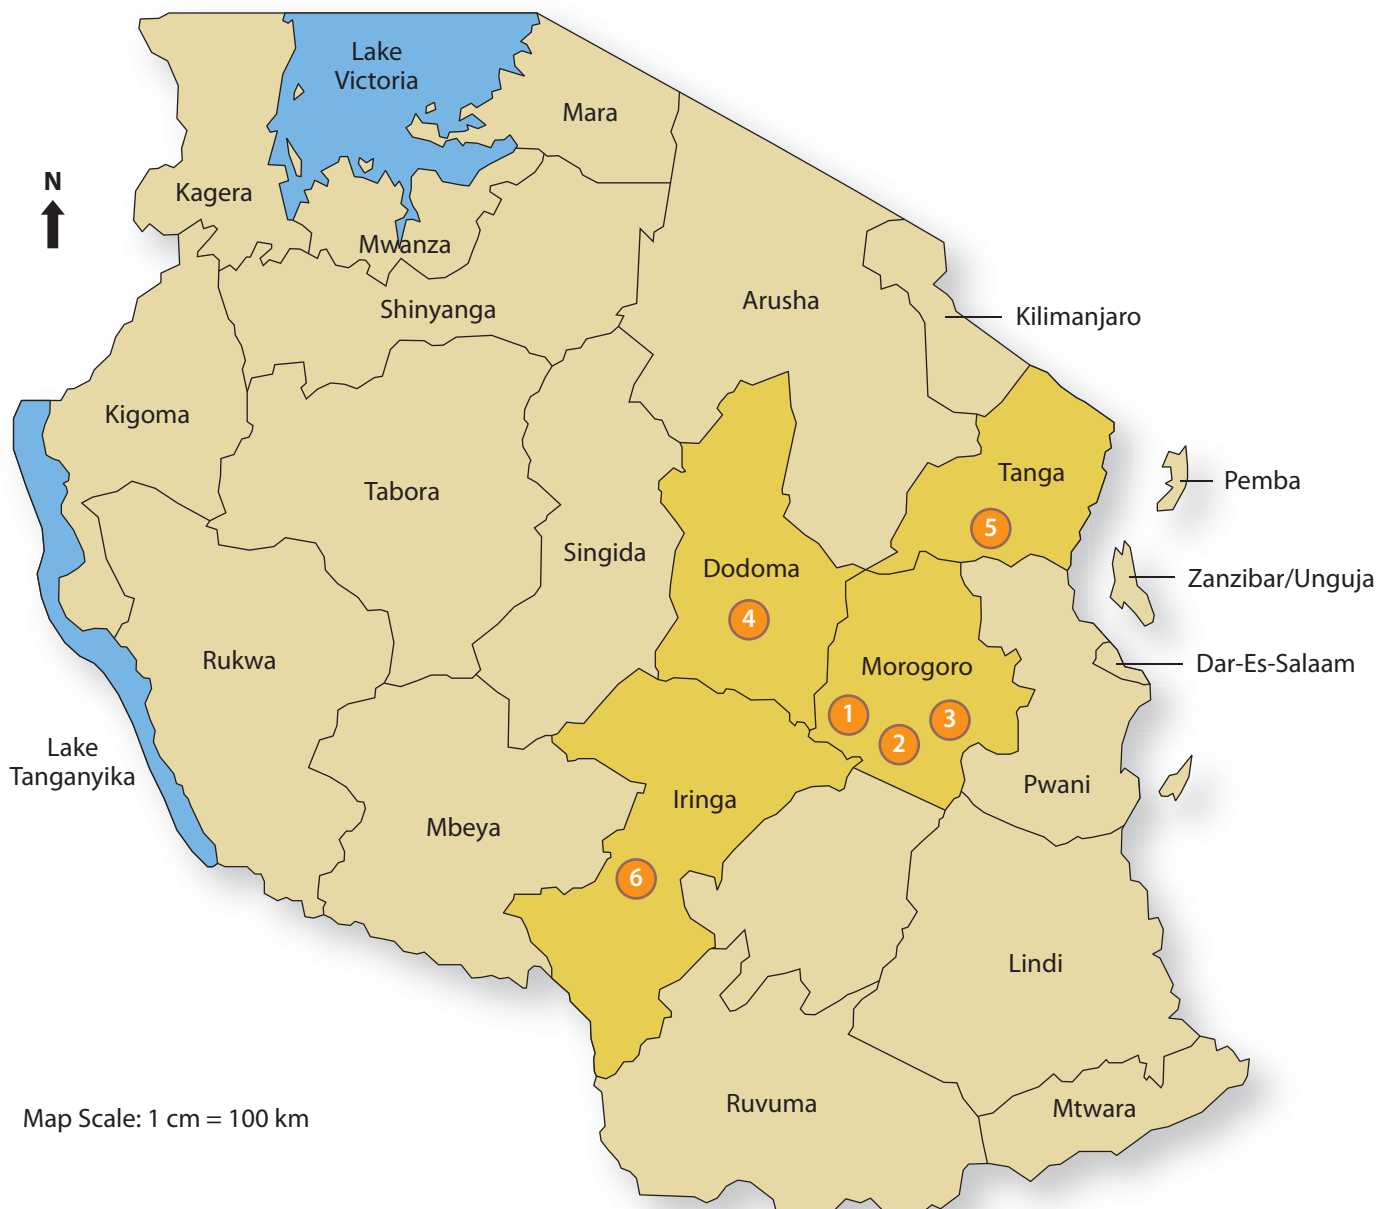 Lake
Victoria
Mara
N
Kagera
Mwanza
Shinyanga
Arusha
Kilimanjaro
Kigoma
Tabora
Tanga
Pemba
5
Singida
Dodoma
Zanzibar/Unguja
4
Rukwa
Morogoro
Dar-Es-Salaam
1
3
2
Lake
Tanganyika
Iringa
Pwani
Mbeya
6
Lindi
Ruvuma
Mtwara
Map Scale: 1 cm = 100 km